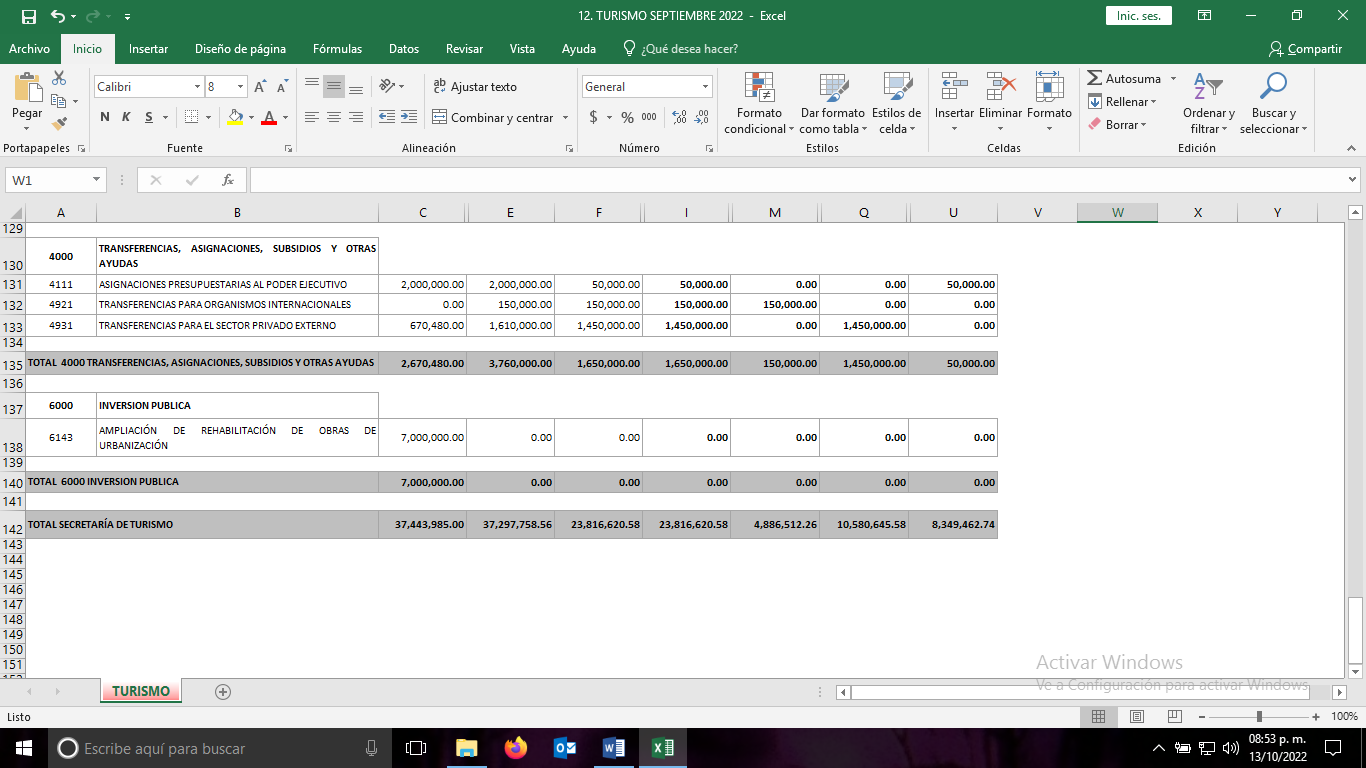 12. TURISMO SEPTIEMBRE 2022 - Excel
Inic. ses.
Archivo Inicio Insertar Diseño de página Fórmulas Datos Revisar Vista Ayuda ¿Qué desea hacer? Compartir
Pegar
Calibri 8
N K S
Ajustar texto
Combinar y centrar
General
$ % 000
Formato condicional
Dar formato como tabla
Estilos de celda
Insertar Eliminar Formato
Autosuma
Rellenar
Borrar
Ordenar y filtrar
Buscar y seleccionar
Portapapeles Fuente Alineación Número Estilos Celdas Edición
W1 fx
A B C E F I M Q U V W X Y
129
130 4000 TRANSFERENCIAS, ASIGNACIONES, SUBSIDIOS Y OTRAS
AYUDAS
131 4111 ASIGNACIONES PRESUPUESTARIAS AL PODER EJECUTIVO 2,000,000.00 2,000,000.00 50,000.00 50,000.00 0.00 0.00 50,000.00
132 4921 TRANSFERENCIAS PARA ORGANISMOS INTERNACIONALES 0.00 150,000.00 150,000.00 150,000.00 150,000.00 0.00 0.00
133 4931 TRANSFERENCIAS PARA EL SECTOR PRIVADO EXTERNO 670,480.00 1,610,000.00 1,450,000.00 1,450,000.00 0.00 1,450,000.00 0.00
134
135 TOTAL 4000 TRANSFERENCIAS, ASIGNACIONES, SUBSIDIOS Y OTRAS AYUDAS 2,670,480.00 3,760,000.00 1,650,000.00 1,650,000.00 150,000.00 1,450,000.00 50,000.00
136
137 6000 INVERSION PUBLICA
138 6143 AMPLIACIÓN DE REHABILITACIÓN DE OBRAS DE
URBANIZACIÓN 7,000,000.00 0.00 0.00 0.00 0.00 0.00 0.00
139
140 TOTAL 6000 INVERSION PUBLICA 7,000,000.00 0.00 0.00 0.00 0.00 0.00 0.00
141
142 TOTAL SECRETARÍA DE TURISMO 37,443,985.00 37,297,758.56 23,816,620.58 23,816,620.58 4,886,512.26 10,580,645.58 8,349,462.74
143
144
145
146
147
148
149
150
151
Activar Windows
Ve a Configuración para activar Windows.
TURISMO
Listo 100%
Escribe aquí para buscar
08:53 p. m.
13/10/2022